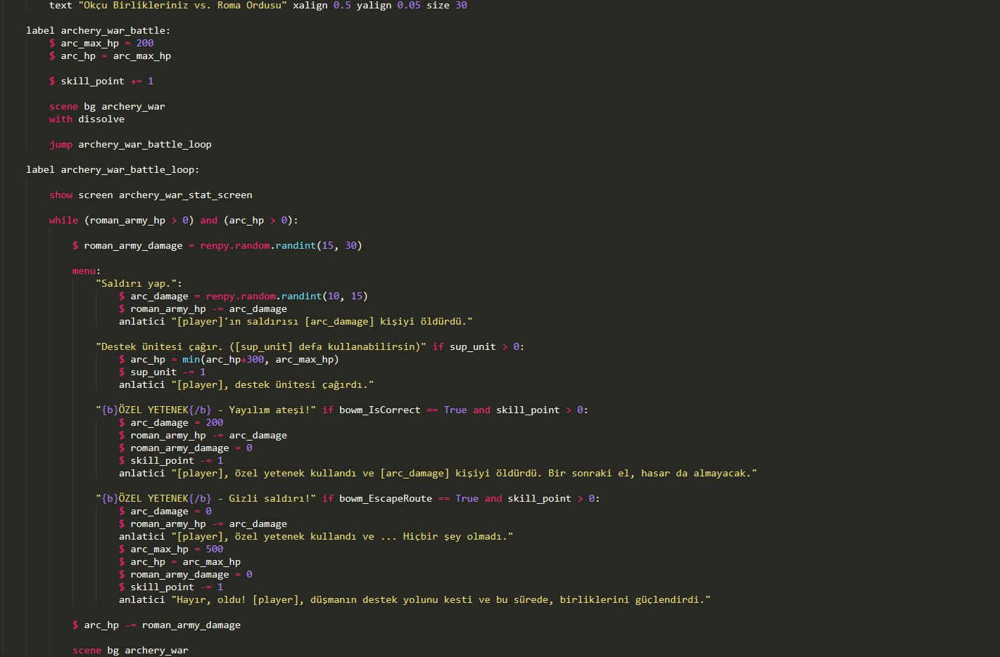 text "Okçu Birlikleriniz vs. Roma Ordusu" xalign 0.5 yalign 0.05 size 30
label archery_war_battle:
$ arc_max_hp = 200
$ arc_hp = arc_max_hp
$ skill_point += 1
scene bg archery_war
with dissolve
jump archery_war_battle_loop
label archery_war_battle_loop:
show screen archery_war_stat_screen
while (roman_army_hp > 0) and (arc_hp > 0):
$ roman_army_damage = renpy.random.randint(15, 30)
menu:
"Saldırı yap.":
$ arc_damage = renpy.random.randint(10, 15)
$ roman_army_hp -= arc_damage
anlatici "[player]'ın saldırısı [arc_damage] kişiyi öldürdü."
"Destek ünitesi çağır. ([sup_unit] defa kullanabilirsin)" if sup_unit > 0:
$ arc_hp = min(arc_hp+300, arc_max_hp)
$ sup_unit -= 1
anlatici "[player], destek ünitesi çağırdı."
"{b}ÖZEL YETENEK{/b} - Yayılım ateşi!" if bowm_IsCorrect == True and skill_point > 0:
$ arc_damage = 200
$ roman_army_hp -= arc_damage
$ roman_army_damage = 0
$ skill_point -= 1
anlatici "[player], özel yetenek kullandı ve [arc_damage] kişiyi öldürdü. Bir sonraki el, hasar da almayacak."
"{b}ÖZEL YETENEK{/b} - Gizli saldırı!" if bowm_EscapeRoute == True and skill_point > 0:
$ arc_damage = 0
$ roman_army_hp -= arc_damage
anlatici "[player], özel yetenek kullandı ve ... Hiçbir şey olmadı."
$ arc_max_hp = 500
$ arc_hp = arc_max_hp
$ roman_army_damage = 0
$ skill_point -= 1
anlatici "Hayır, oldu! [player], düşmanın destek yolunu kesti ve bu sürede, birliklerini güçlendirdi."
$ arc_hp -= roman_army_damage
scene bg archery_war